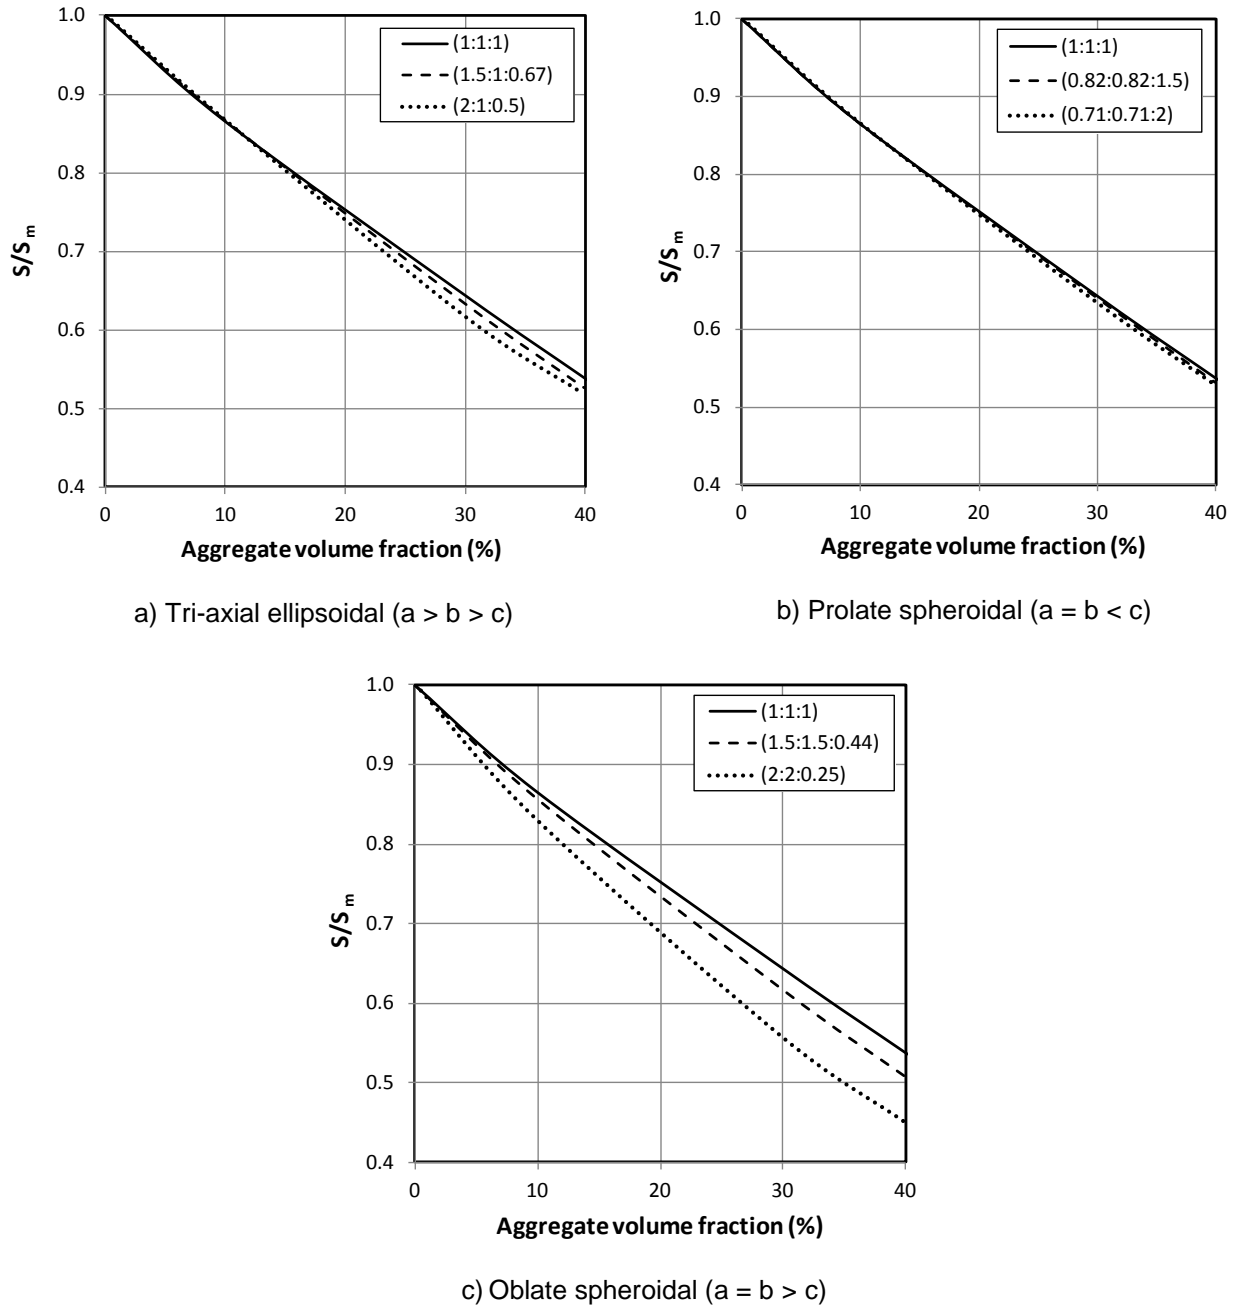 1.0
0.9
0.8
0.7
0.6
0.5
0.4
S/Sm
(1:1:1)
(1.5:1:0.67)
(2:1:0.5)
0 10 20 30 40
Aggregate volume fraction (%)
a) Tri-axial ellipsoidal (a > b > c)
1.0
0.9
0.8
0.7
0.6
0.5
0.4
S/Sm
(1:1:1)
(0.82:0.82:1.5)
(0.71:0.71:2)
0 10 20 30 40
Aggregate volume fraction (%)
b) Prolate spheroidal (a = b < c)
1.0
0.9
0.8
0.7
0.6
0.5
0.4
S/Sm
(1:1:1)
(1.5:1.5:0.44)
(2:2:0.25)
0 10 20 30 40
Aggregate volume fraction (%)
c) Oblate spheroidal (a = b > c)